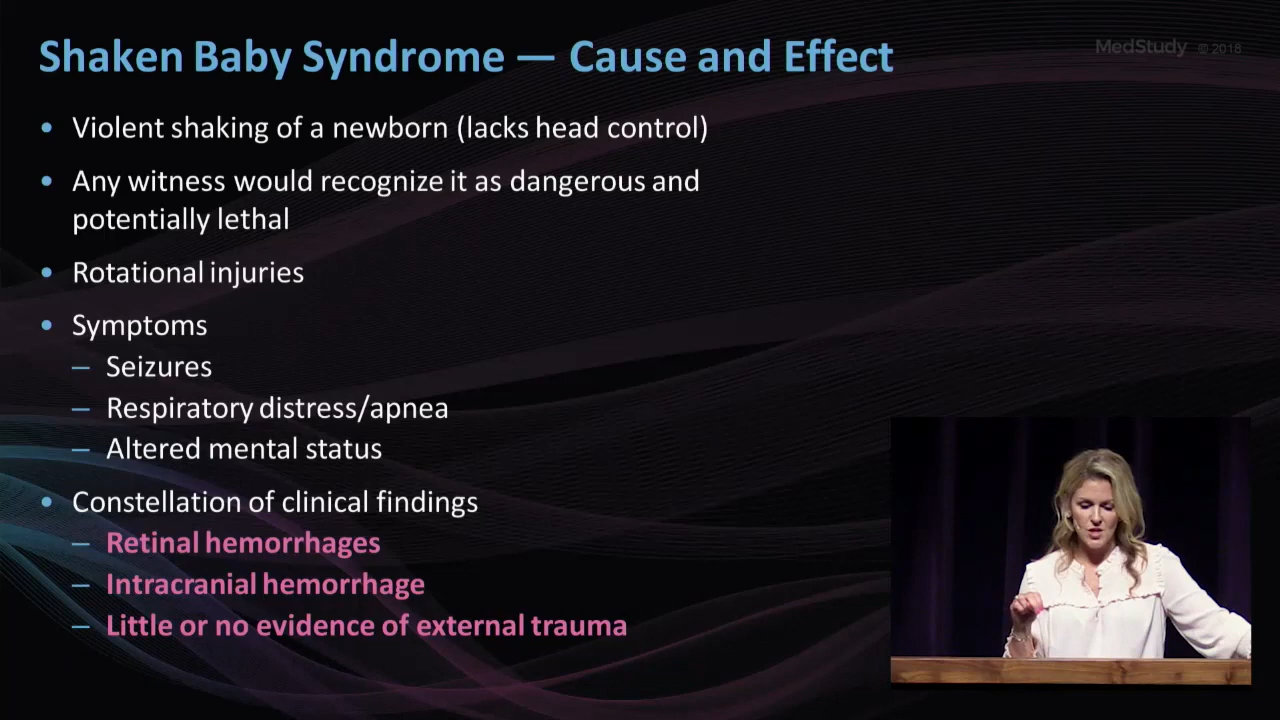 Shaken Baby Syndrome — Cause and Effect
MedStudy © 2018
• Violent shaking of a newborn (lacks head control)
• Any witness would recognize it as dangerous and
potentially lethal
• Rotational injuries
• Symptoms
– Seizures
– Respiratory distress/apnea
– Altered mental status
• Constellation of clinical findings
– Retinal hemorrhages
– Intracranial hemorrhage
– Little or no evidence of external trauma